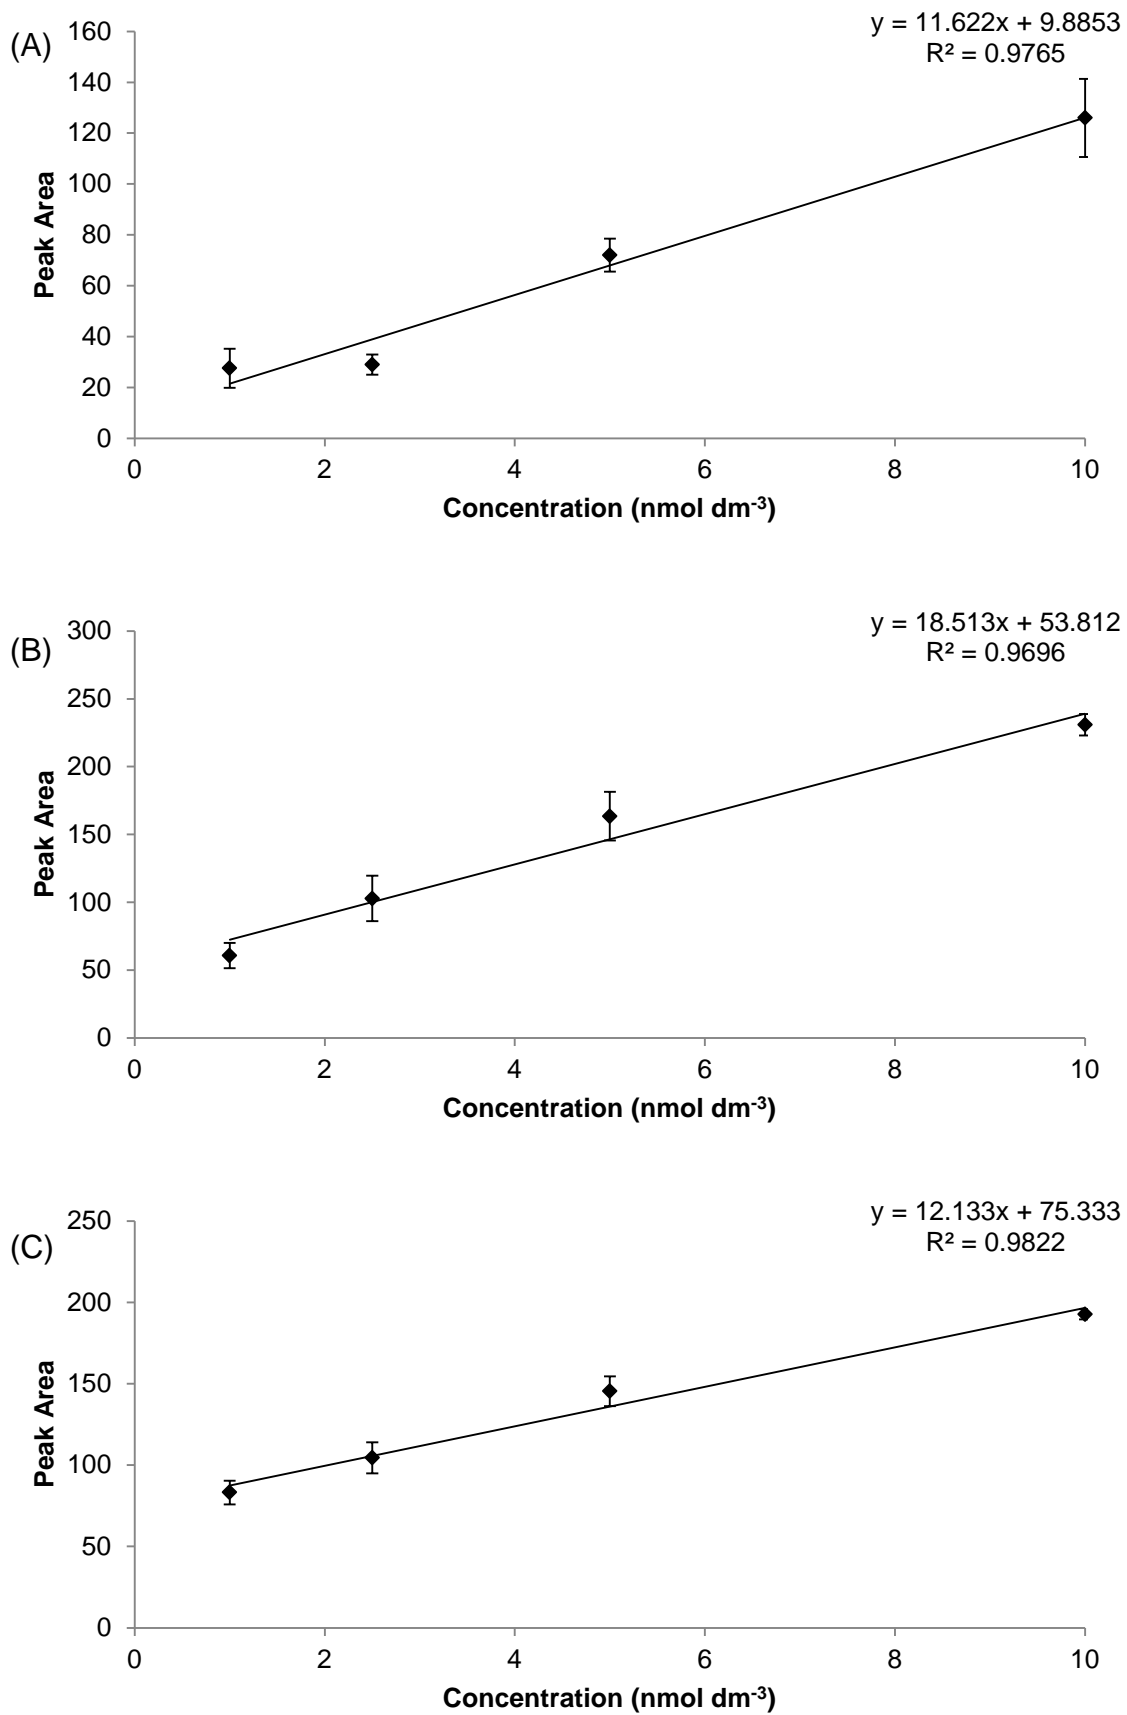 (A)
y = 11.622x + 9.8853
R² = 0.9765
160
140
120
100
80
60
40
20
0
Peak Area
0 2 4 6 8 10
Concentration (nmol dm⁻³)
(B)
y = 18.513x + 53.812
R² = 0.9696
300
250
200
150
100
50
0
Peak Area
0 2 4 6 8 10
Concentration (nmol dm⁻³)
(C)
y = 12.133x + 75.333
R² = 0.9822
250
200
150
100
50
0
Peak Area
0 2 4 6 8 10
Concentration (nmol dm⁻³)